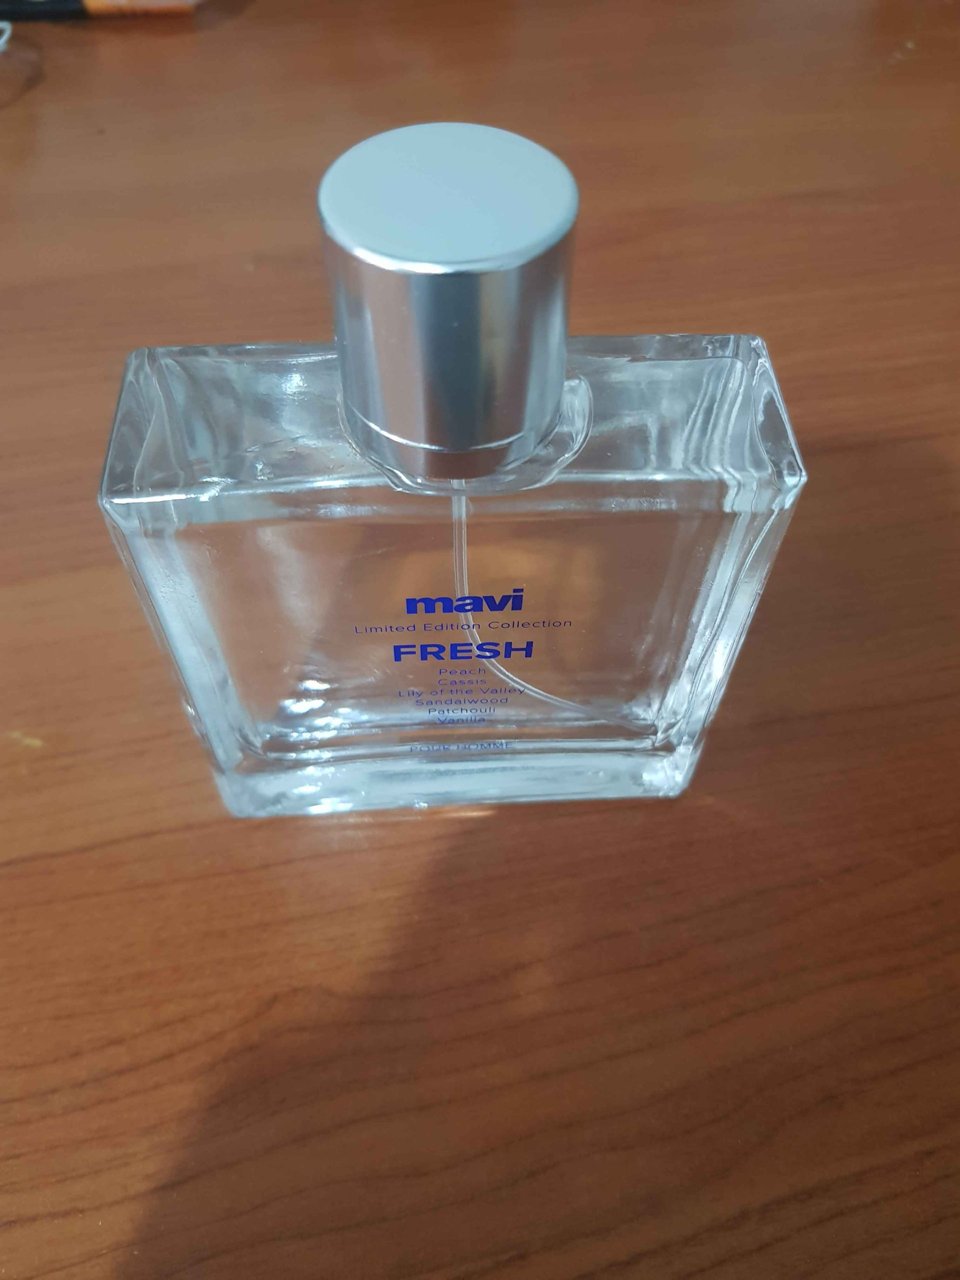 mavi
Limited Edition Collection
FRESH
Peach
Cassis
Lily of the Valley
Sandalwood
Patchouli
Vanilla
POUR HOMME